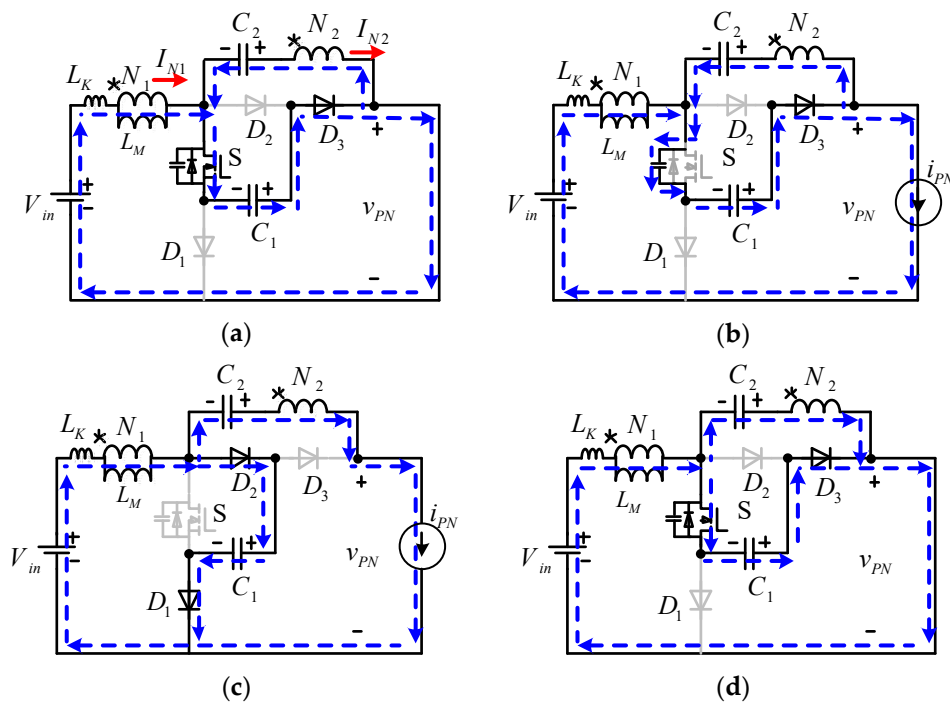 C2 N2 IN2
- + *
LK * N1 IN1
LM D2 D3 +
S
Vin + - - + vPN
C1
D1
-
(a)
C2 N2
- + *
LK * N1
LM D2 D3 +
S iPN
Vin + - - + vPN
C1
D1
-
(b)
C2 N2
- + *
LK * N1
LM D2 D3 +
S iPN
Vin + - - + vPN
C1
D1
-
(c)
C2 N2
- + *
LK * N1
LM D2 D3 +
S
Vin + - - + vPN
C1
D1
-
(d)